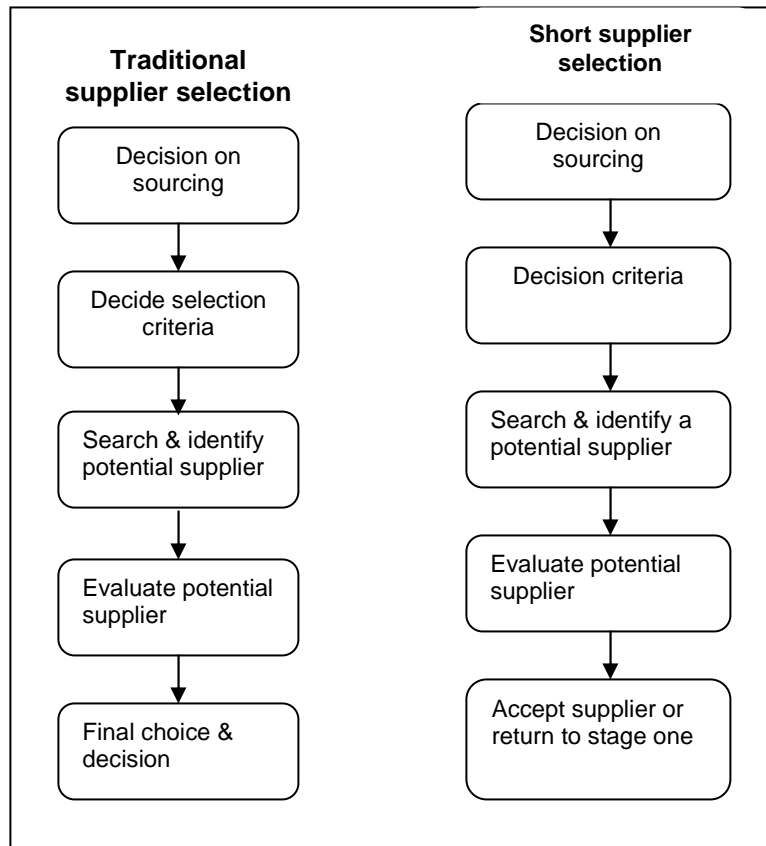 Traditional
supplier selection
Decision on
sourcing
Decide selection
criteria
Search & identify
potential supplier
Evaluate potential
supplier
Final choice &
decision
Short supplier
selection
Decision on
sourcing
Decision criteria
Search & identify a
potential supplier
Evaluate potential
supplier
Accept supplier or
return to stage one